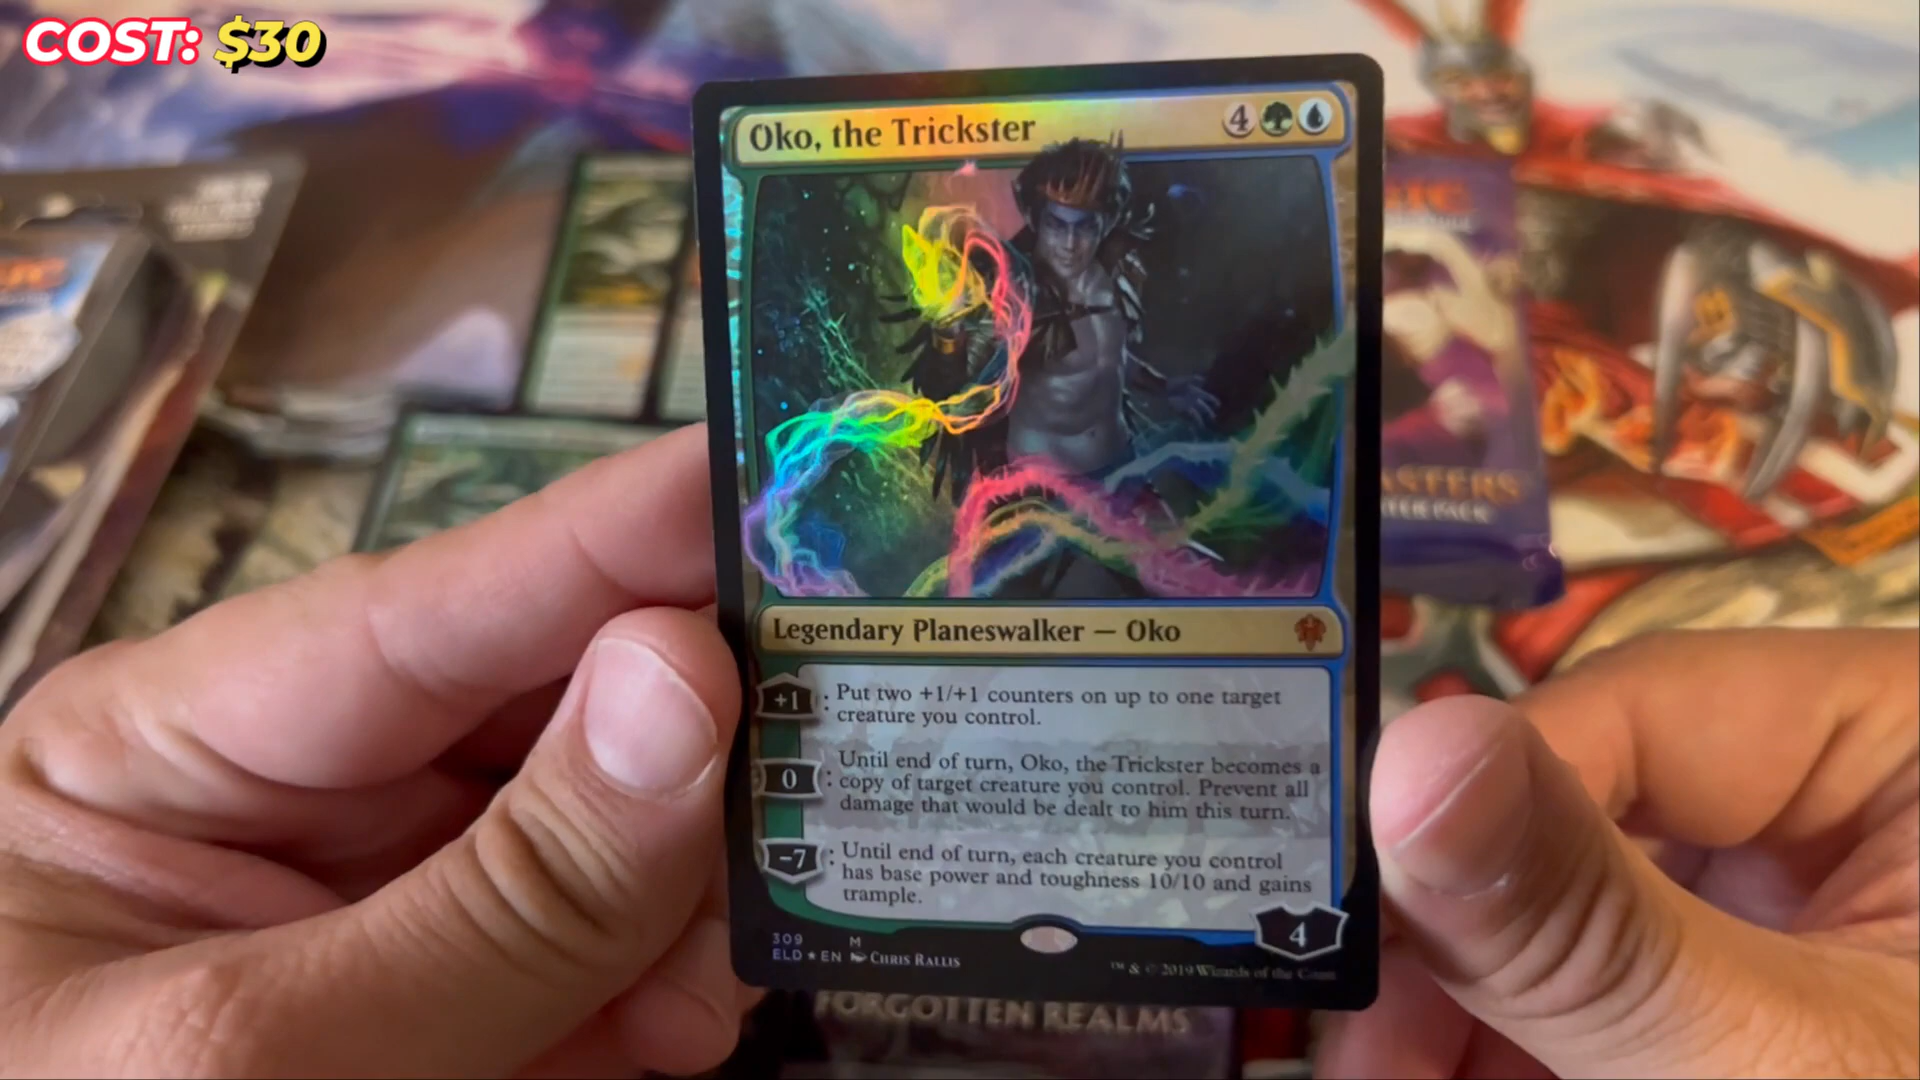 COST: $30
Oko, the Trickster
4
Legendary Planeswalker — Oko
+1 : Put two +1/+1 counters on up to one target
creature you control.
Until end of turn, Oko, the Trickster becomes a
0 : copy of target creature you control. Prevent all
damage that would be dealt to him this turn.
-7 : Until end of turn, each creature you control
has base power and toughness 10/10 and gains
trample.
4
309 M
ELD ★ EN Chris Rallis
™ & © 2019 Wizards of the Coast
FORGOTTEN REALMS